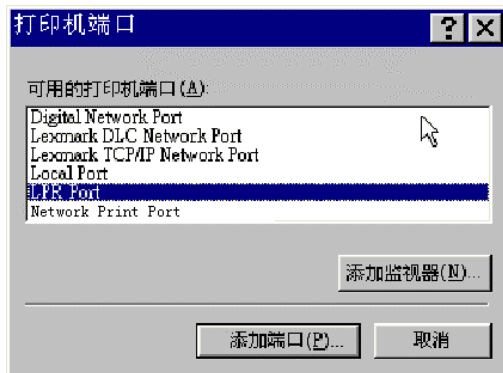 打印机端口
可用的打印机端口(A):
Digital Network Port
Lexmark DLC Network Port
Lexmark TCP/IP Network Port
Local Port
LPR Port
Network Print Port
添加监视器(N)...
添加端口(P)...
取消